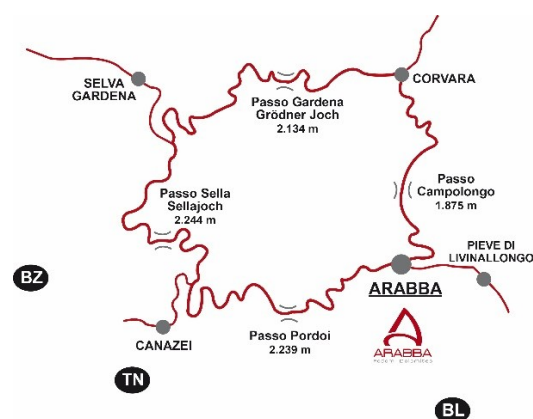 SELVA
GARDENA
Passo Gardena
Grödner Joch
2.134 m
CORVARA
Passo
Campolongo
1.875 m
Passo Sella
Sellajoch
2.244 m
PIEVE DI
LIVINALLONGO
BZ
ARABBA
Passo Pordoi
2.239 m
CANAZEI
ARABBA
TN
BL